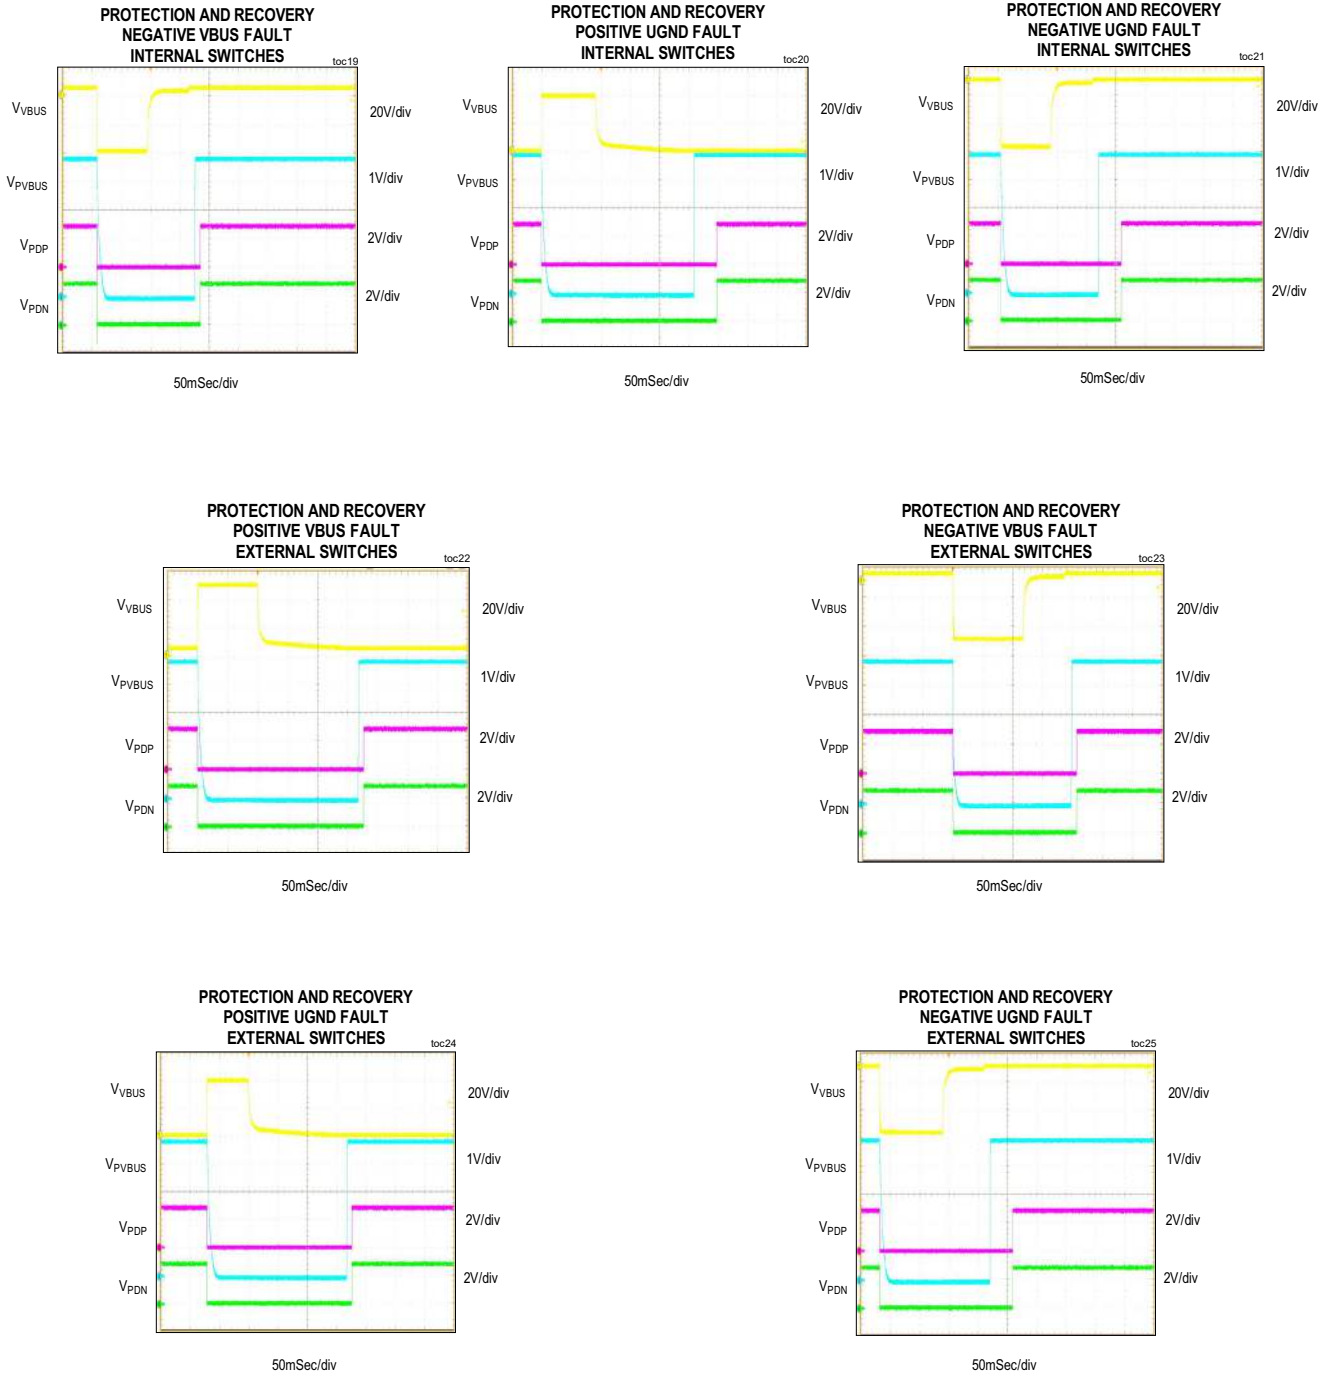 PROTECTION AND RECOVERY
NEGATIVE VBUS FAULT
INTERNAL SWITCHES
toc19
VVBUS
20V/div
VPVBUS
1V/div
VPDP
2V/div
VPDN
2V/div
50mSec/div
PROTECTION AND RECOVERY
POSITIVE UGND FAULT
INTERNAL SWITCHES
toc20
VVBUS
20V/div
VPVBUS
1V/div
VPDP
2V/div
VPDN
2V/div
50mSec/div
PROTECTION AND RECOVERY
NEGATIVE UGND FAULT
INTERNAL SWITCHES
toc21
VVBUS
20V/div
VPVBUS
1V/div
VPDP
2V/div
VPDN
2V/div
50mSec/div
PROTECTION AND RECOVERY
POSITIVE VBUS FAULT
EXTERNAL SWITCHES
toc22
VVBUS
20V/div
VPVBUS
1V/div
VPDP
2V/div
VPDN
2V/div
50mSec/div
PROTECTION AND RECOVERY
NEGATIVE VBUS FAULT
EXTERNAL SWITCHES
toc23
VVBUS
20V/div
VPVBUS
1V/div
VPDP
2V/div
VPDN
2V/div
50mSec/div
PROTECTION AND RECOVERY
POSITIVE UGND FAULT
EXTERNAL SWITCHES
toc24
VVBUS
20V/div
VPVBUS
1V/div
VPDP
2V/div
VPDN
2V/div
50mSec/div
PROTECTION AND RECOVERY
NEGATIVE UGND FAULT
EXTERNAL SWITCHES
toc25
VVBUS
20V/div
VPVBUS
1V/div
VPDP
2V/div
VPDN
2V/div
50mSec/div